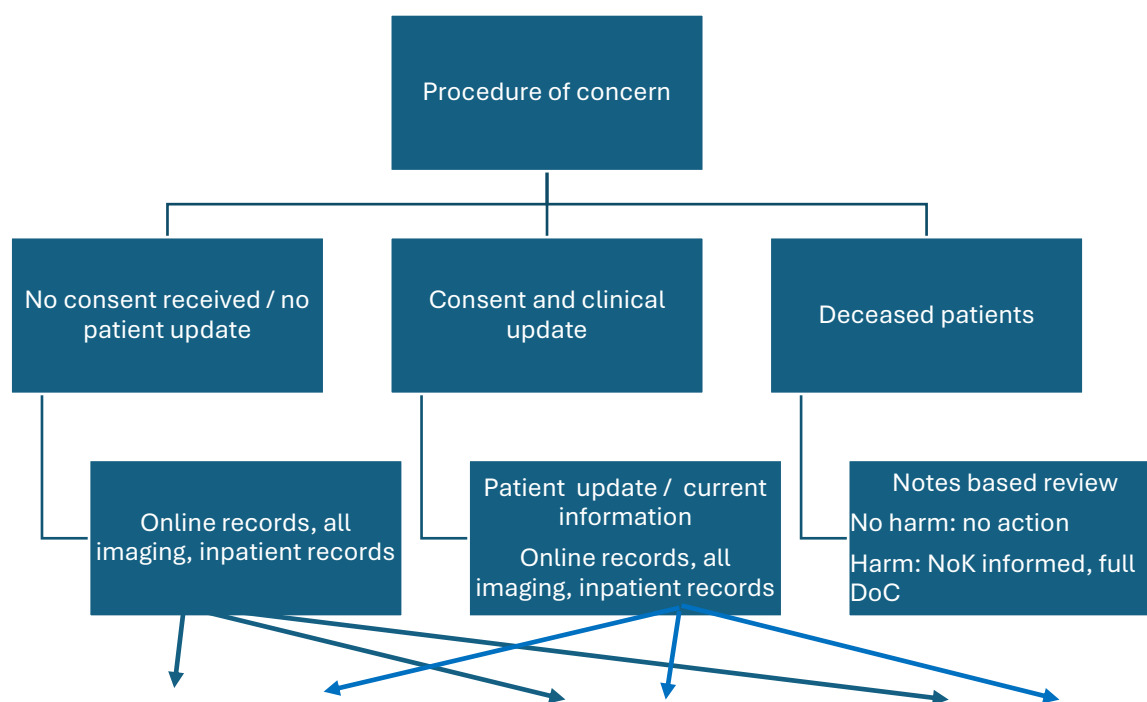 Procedure of concern
No consent received / no
patient update
Consent and clinical
update
Deceased patients
Online records, all
imaging, inpatient records
Patient  update /  current
information
Online records, all
imaging, inpatient records
Notes based review
No harm: no action
Harm: NoK informed, full
DoC